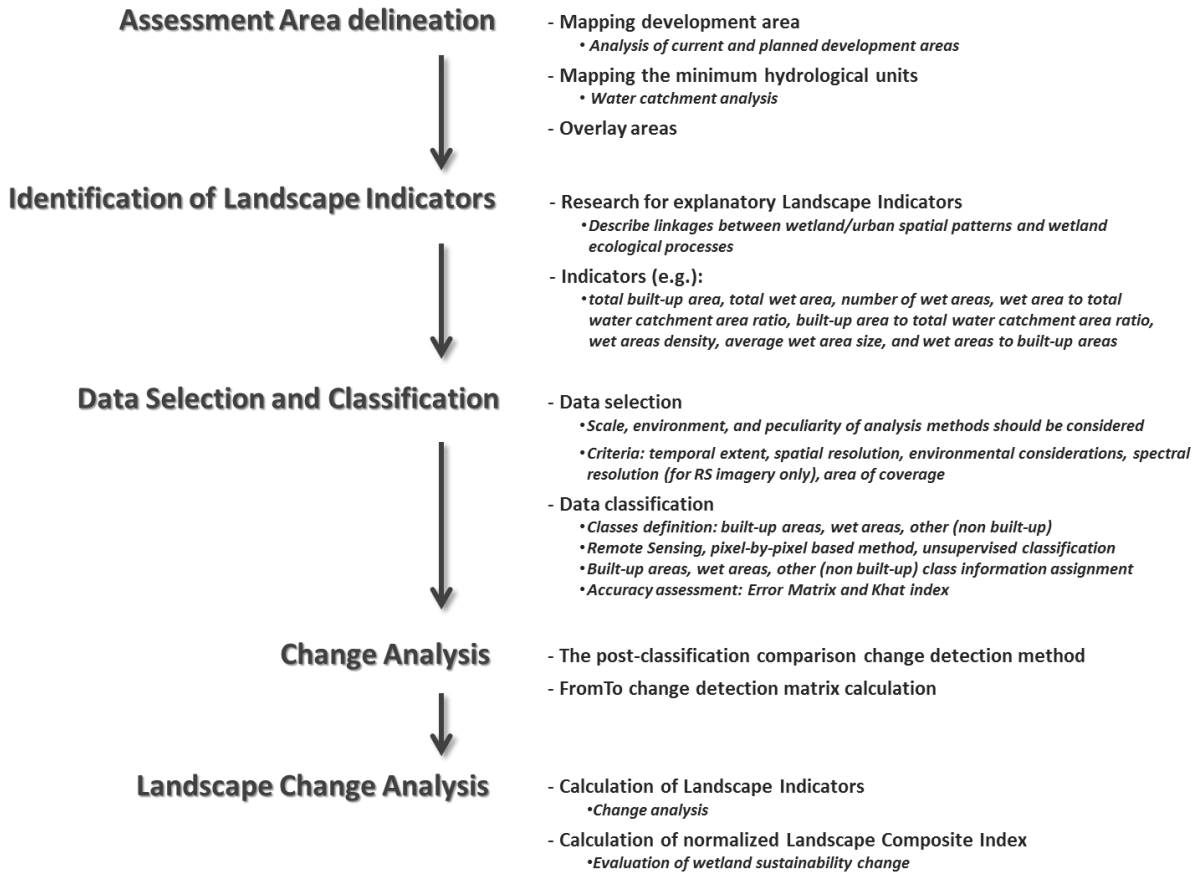 Assessment Area delineation
- Mapping development area
• Analysis of current and planned development areas
- Mapping the minimum hydrological units
• Water catchment analysis
- Overlay areas
Identification of Landscape Indicators
- Research for explanatory Landscape Indicators
•Describe linkages between wetland/urban spatial patterns and wetland
ecological processes
- Indicators (e.g.):
•total built-up area, total wet area, number of wet areas, wet area to total
water catchment area ratio, built-up area to total water catchment area ratio,
wet areas density, average wet area size, and wet areas to built-up areas
Data Selection and Classification
- Data selection
•Scale, environment, and peculiarity of analysis methods should be considered
•Criteria: temporal extent, spatial resolution, environmental considerations, spectral
resolution (for RS imagery only), area of coverage
- Data classification
•Classes definition: built-up areas, wet areas, other (non built-up)
•Remote Sensing, pixel-by-pixel based method, unsupervised classification
•Built-up areas, wet areas, other (non built-up) class information assignment
•Accuracy assessment: Error Matrix and Khat index
Change Analysis
- The post-classification comparison change detection method
- FromTo change detection matrix calculation
Landscape Change Analysis
- Calculation of Landscape Indicators
•Change analysis
- Calculation of normalized Landscape Composite Index
•Evaluation of wetland sustainability change